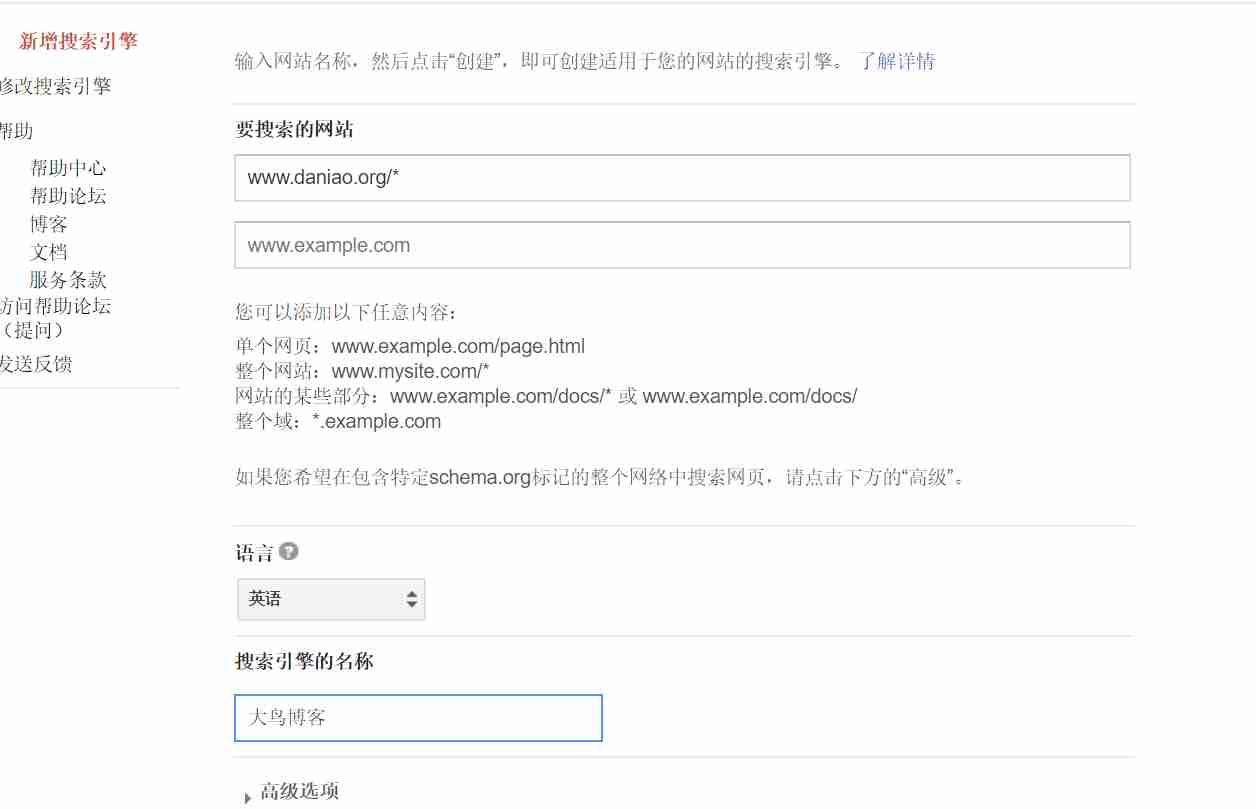 新增搜索引擎
修改搜索引擎
帮助
帮助中心
帮助论坛
博客
文档
服务条款
访问帮助论坛
（提问）
发送反馈
输入网站名称，然后点击“创建”，即可创建适用于您的网站的搜索引擎。 了解详情
要搜索的网站
www.daniao.org/*
www.example.com
您可以添加以下任意内容：
单个网页：www.example.com/page.html
整个网站：www.mysite.com/*
网站的某些部分：www.example.com/docs/* 或 www.example.com/docs/
整个域：*.example.com
如果您希望在包含特定schema.org标记的整个网络中搜索网页，请点击下方的“高级”。
语言 ?
英语
搜索引擎的名称
大鸟博客
高级选项